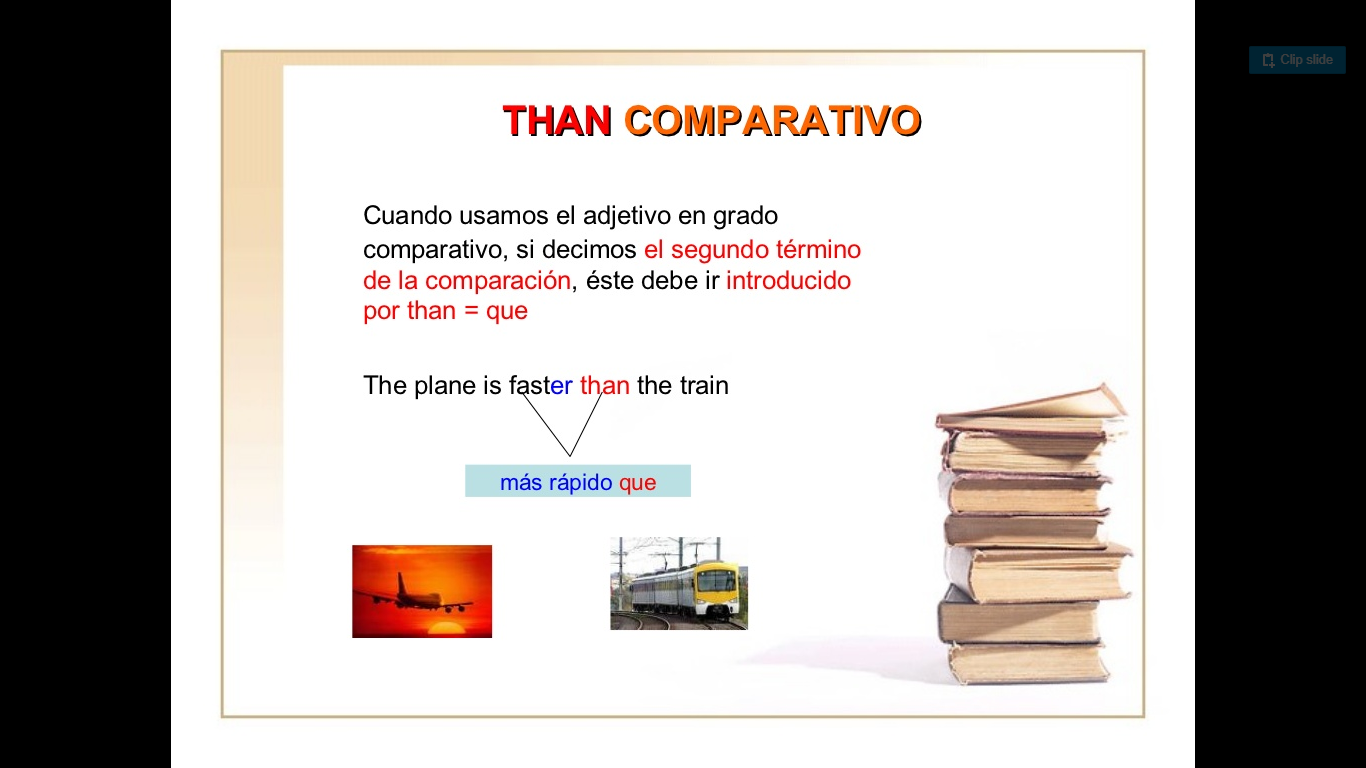 Clip slide
THAN COMPARATIVO
Cuando usamos el adjetivo en grado
comparativo, si decimos el segundo término
de la comparación, éste debe ir introducido
por than = que
The plane is faster than the train
más rápido que